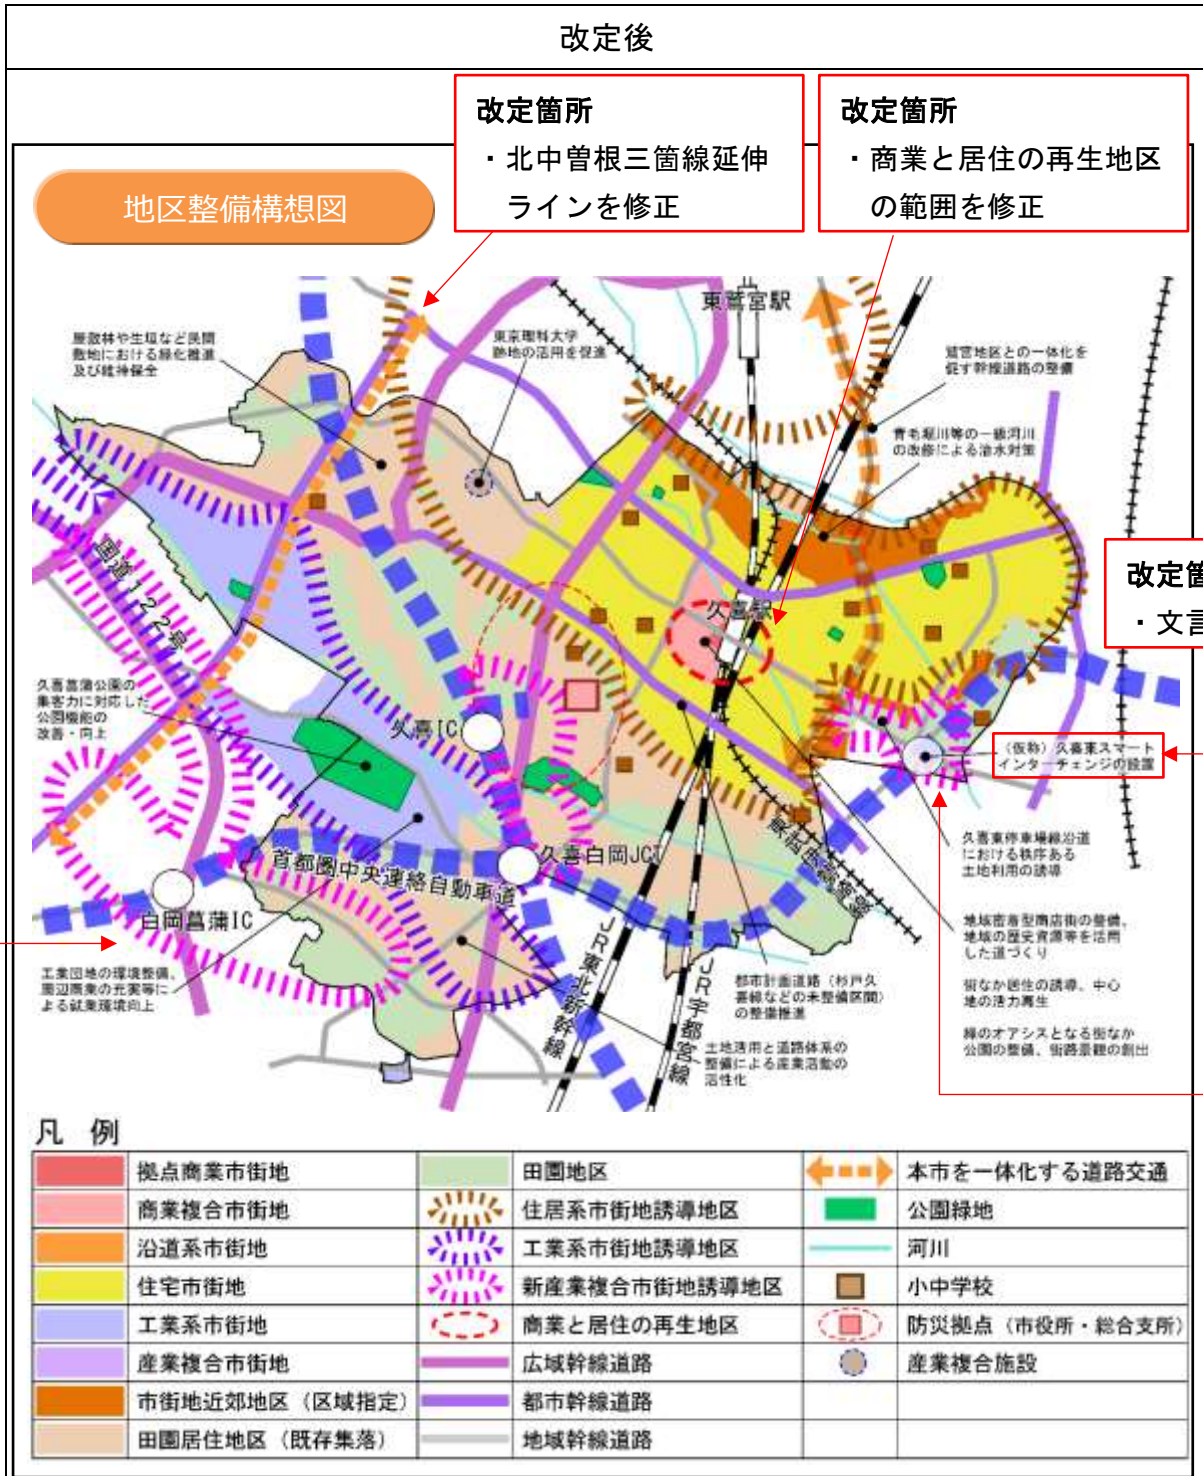 改定後
改定箇所
・北中曽根三箇線延伸
ラインを修正
改定箇所
・商業と居住の再生地区
の範囲を修正
地区整備構想図
東鷲宮駅
屋敷林や生垣など民間
敷地における緑化推進
及び維持保全
東京理科大学
跡地の活用を促進
鷲宮地区との一体化を
促す幹線道路の整備
青毛堀川等の一級河川
の改修による治水対策
改定箇
・文言
国道122号
久喜駅
久喜菖蒲公園の
集客力に対応した
公園機能の
改善・向上
久喜IC
(仮称)久喜東スマート
インターチェンジの設置
久喜白岡JCT
首都圏中央連絡自動車道
白岡菖蒲IC
久喜東停車場線沿道
における秩序ある
土地利用の誘導
地域密着型商店街の整備、
地域の歴史資源等を活用
した道づくり
街なか居住の誘導、中心
地の活力再生
緑のオアシスとなる街なか
公園の整備、街路景観の創出
工業団地の環境整備、
周辺商業の充実等に
よる就業環境向上
JR東北新幹線
JR宇都宮線
都市計画道路(杉戸久
喜線などの未整備区間)
の整備推進
土地活用と道路体系の
整備による産業活動の
活性化
凡 例
拠点商業市街地
田園地区
本市を一体化する道路交通
商業複合市街地
住居系市街地誘導地区
公園緑地
沿道系市街地
工業系市街地誘導地区
河川
住宅市街地
新産業複合市街地誘導地区
小中学校
工業系市街地
商業と居住の再生地区
防災拠点(市役所・総合支所)
産業複合市街地
広域幹線道路
産業複合施設
市街地近郊地区(区域指定)
都市幹線道路
田園居住地区(既存集落)
地域幹線道路